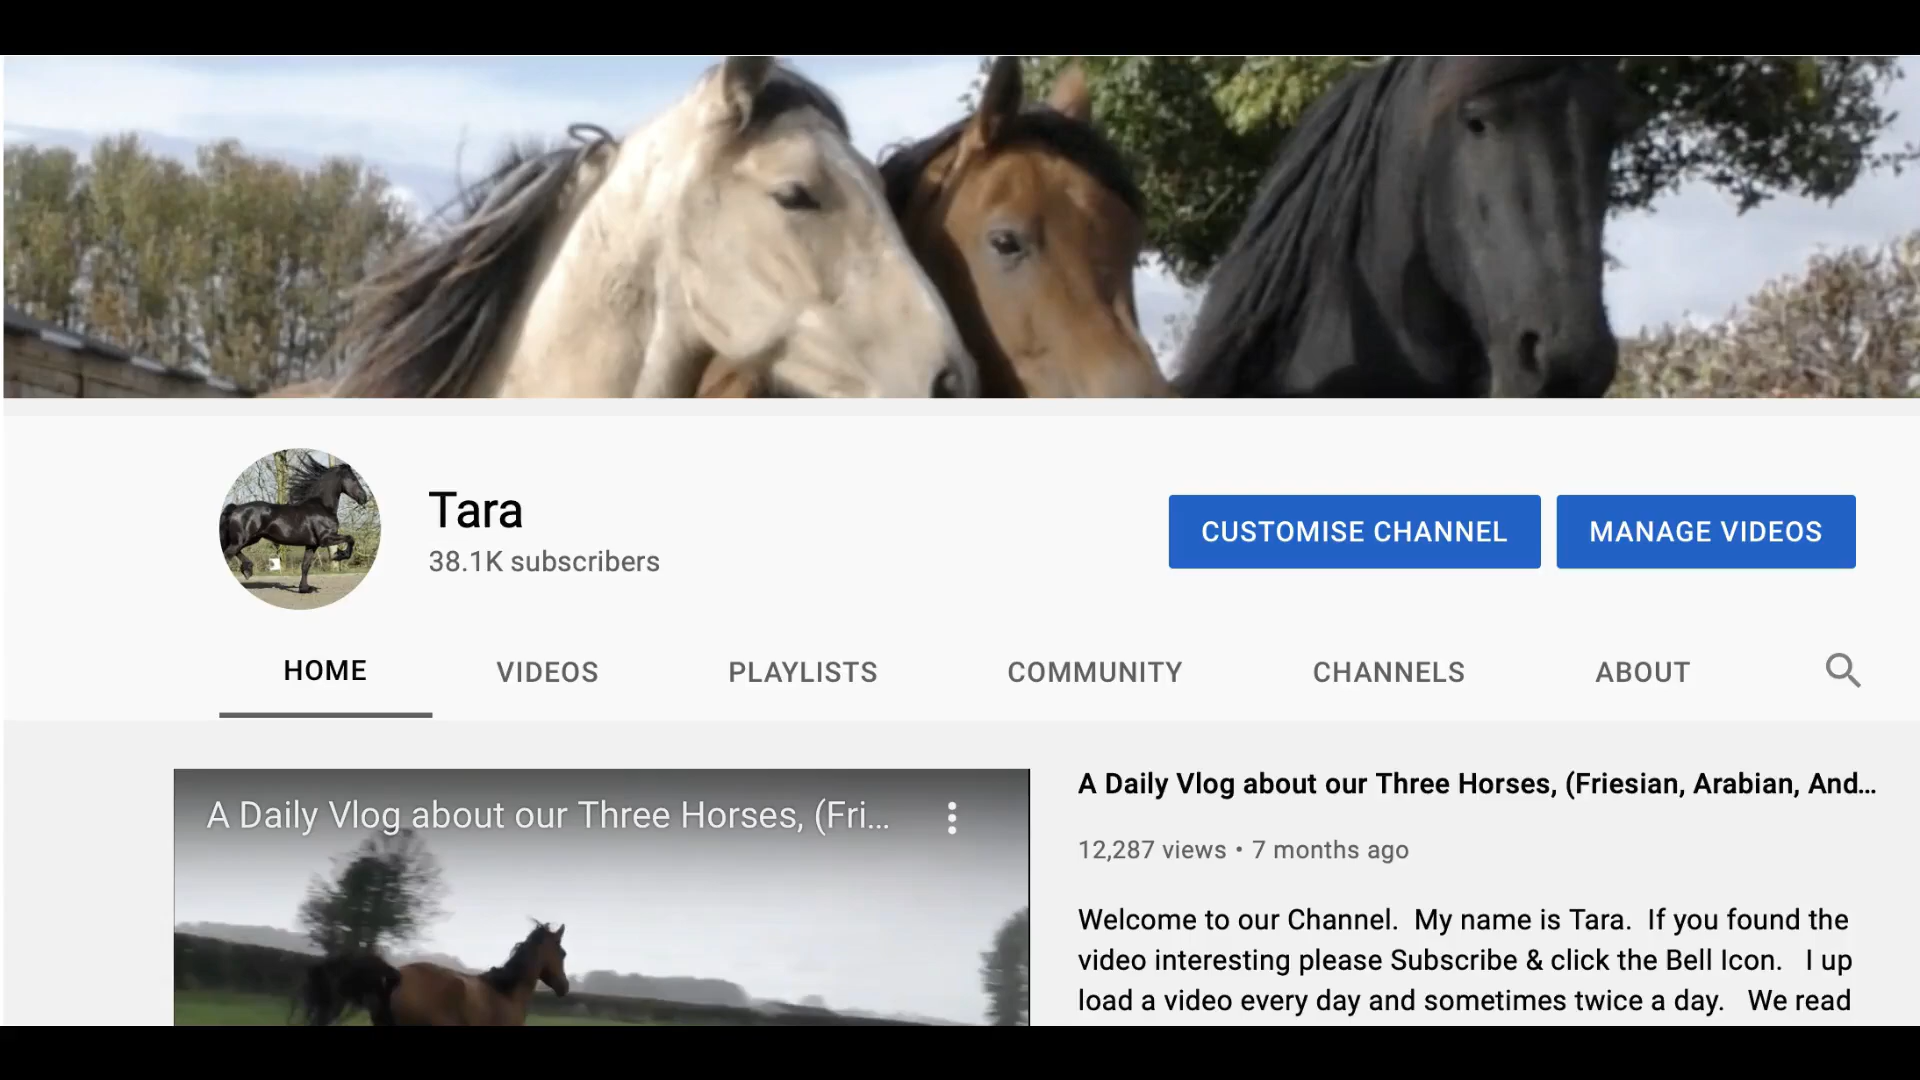 Tara
38.1K subscribers
CUSTOMISE CHANNEL
MANAGE VIDEOS
HOME
VIDEOS
PLAYLISTS
COMMUNITY
CHANNELS
ABOUT
A Daily Vlog about our Three Horses, (Fri...
A Daily Vlog about our Three Horses, (Friesian, Arabian, And...
12,287 views • 7 months ago
Welcome to our Channel. My name is Tara. If you found the
video interesting please Subscribe & click the Bell Icon. I up
load a video every day and sometimes twice a day. We read